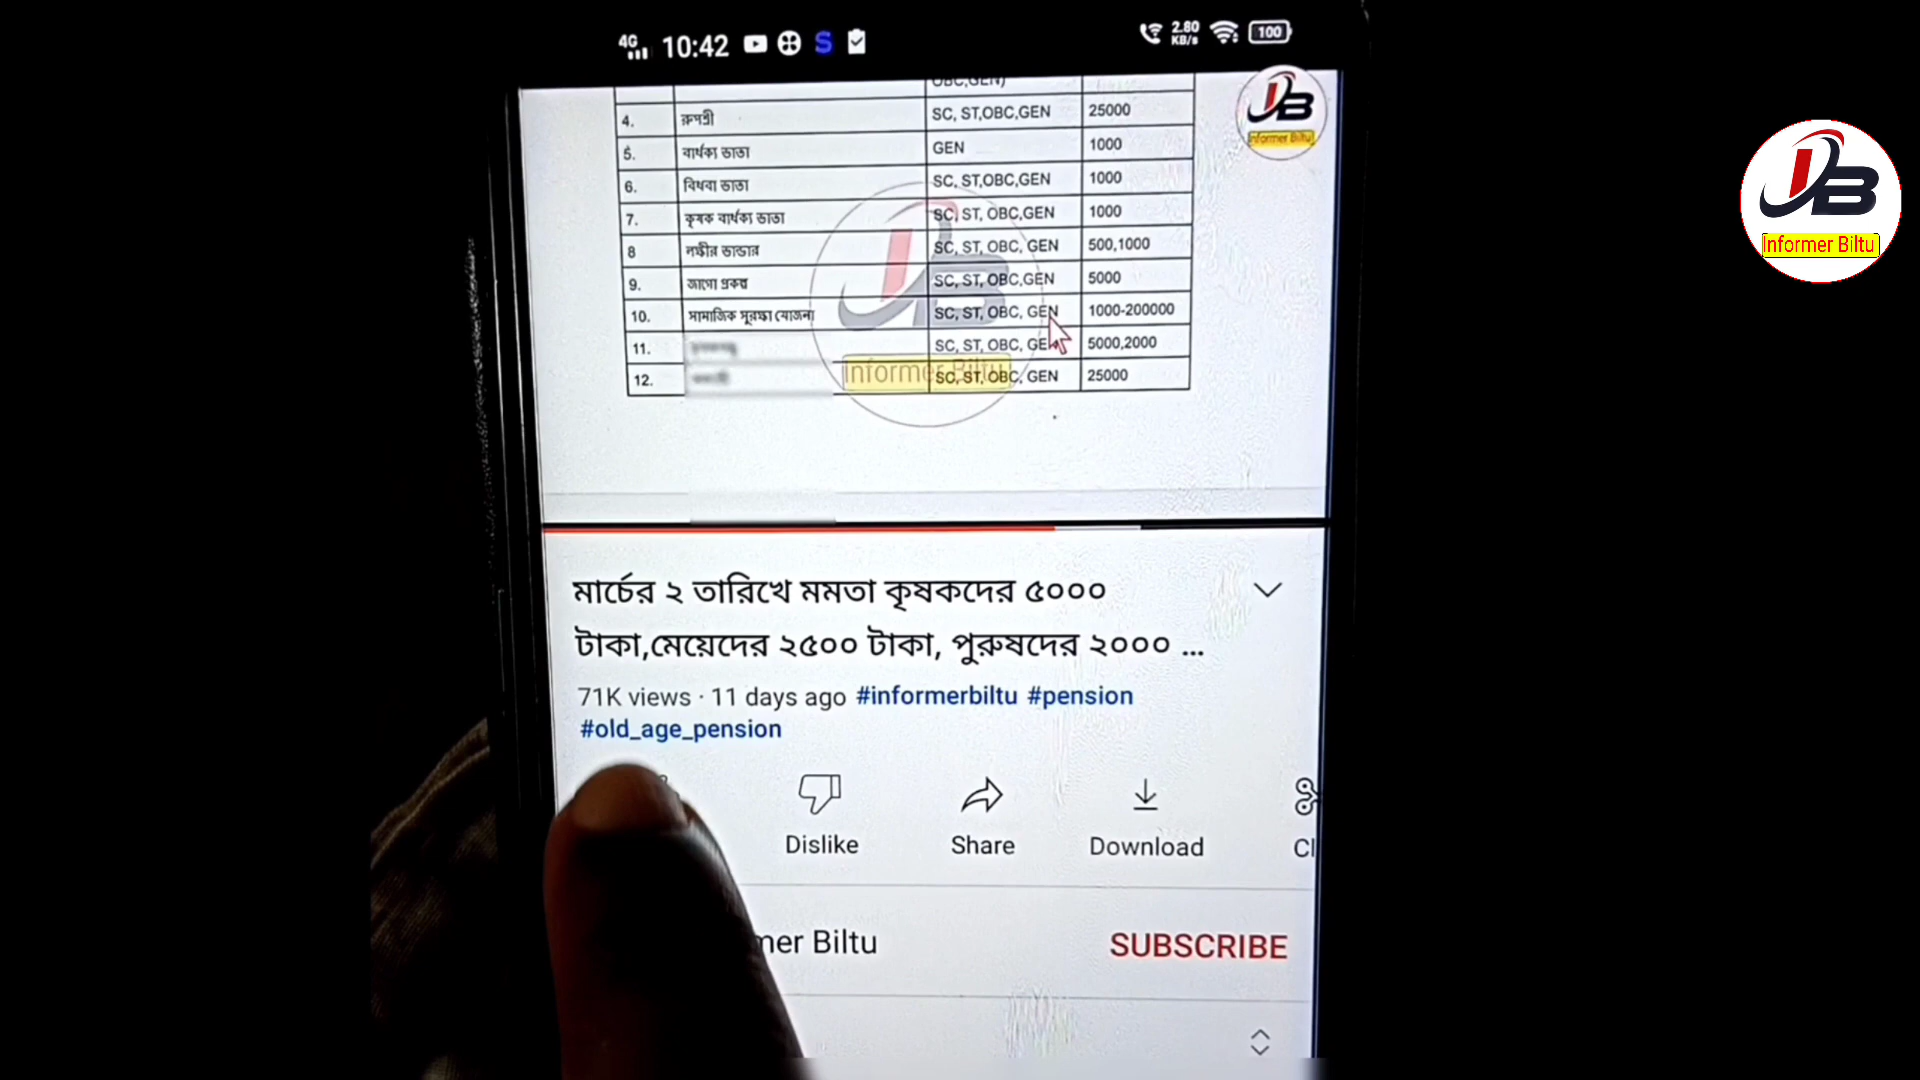 4G 10:42 S 2.80 KB/s 100
4. রুপশ্রী SC, ST,OBC,GEN 25000
5. বার্ধক্য ভাতা GEN 1000
6. বিধবা ভাতা SC, ST,OBC,GEN 1000
7. কৃষক বার্ধক্য ভাতা SC, ST, OBC,GEN 1000
8 লক্ষীর ভান্ডার SC, ST, OBC, GEN 500,1000
9. জাগো প্রকল্প SC, ST, OBC,GEN 5000
10. সামাজিক সুরক্ষা যোজনা SC, ST, OBC, GEN 1000-200000
11. SC, ST, OBC, GEN 5000,2000
12. SC, ST, OBC, GEN 25000
Informer Biltu
Informer Biltu
Informer Biltu
মার্চের ২ তারিখে মমতা কৃষকদের ৫০০০
টাকা,মেয়েদের ২৫০০ টাকা, পুরুষদের ২০০০ ...
71K views · 11 days ago #informerbiltu #pension
#old_age_pension
Dislike Share Download Cl
mer Biltu SUBSCRIBE